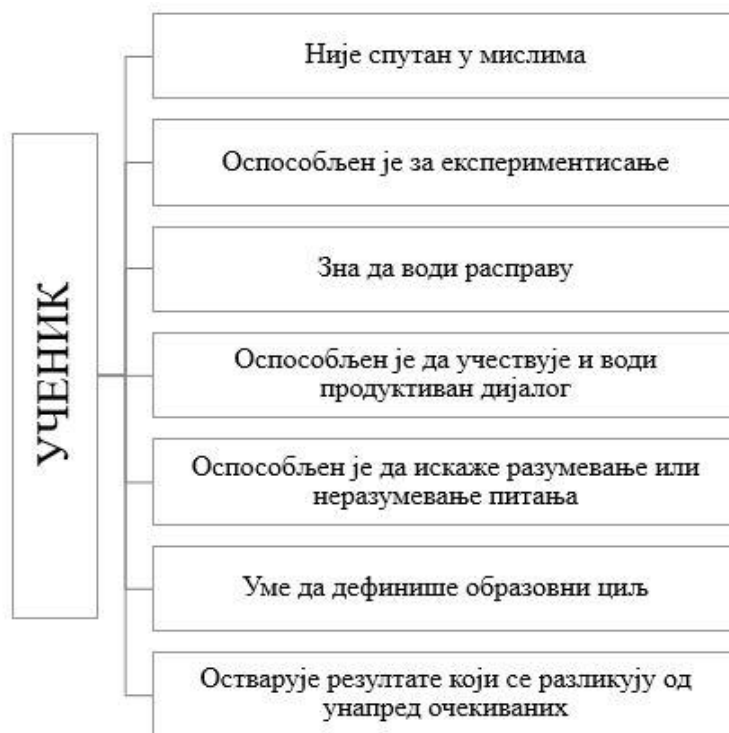 УЧЕНИК
Није спутан у мислима
Оспособљен је за експериментисање
Зна да води расправу
Оспособљен је да учествује и води
продуктиван дијалог
Оспособљен је да искаже разумевање или
неразумевање питања
Уме да дефинише образовни циљ
Остварује резултате који се разликују од
унапред очекиваних